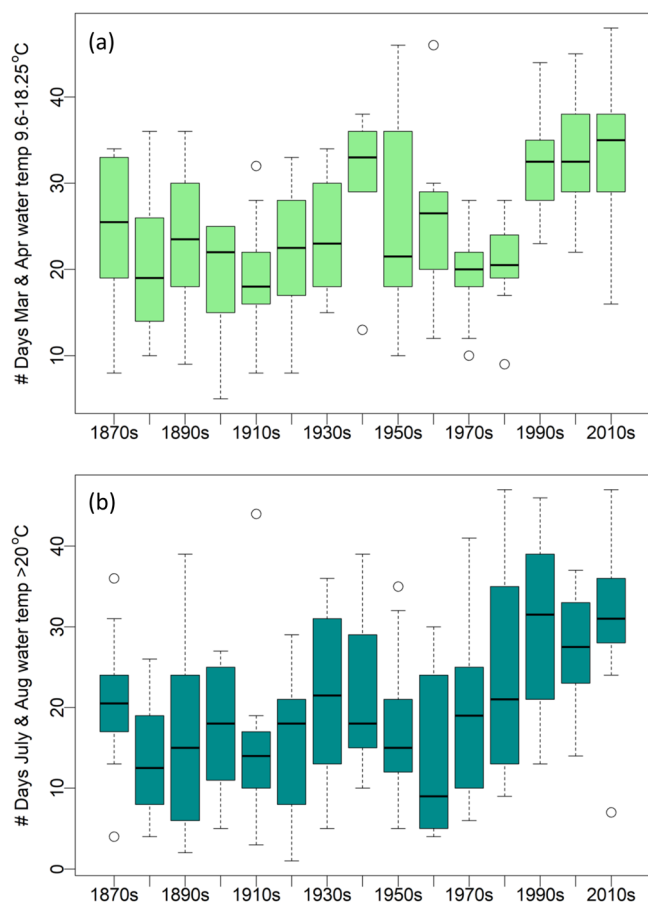 (a)
# Days Mar & Apr water temp 9.6-18.25°C
40
30
20
10
1870s 1890s 1910s 1930s 1950s 1970s 1990s 2010s
(b)
# Days July & Aug water temp >20°C
40
30
20
10
0
1870s 1890s 1910s 1930s 1950s 1970s 1990s 2010s